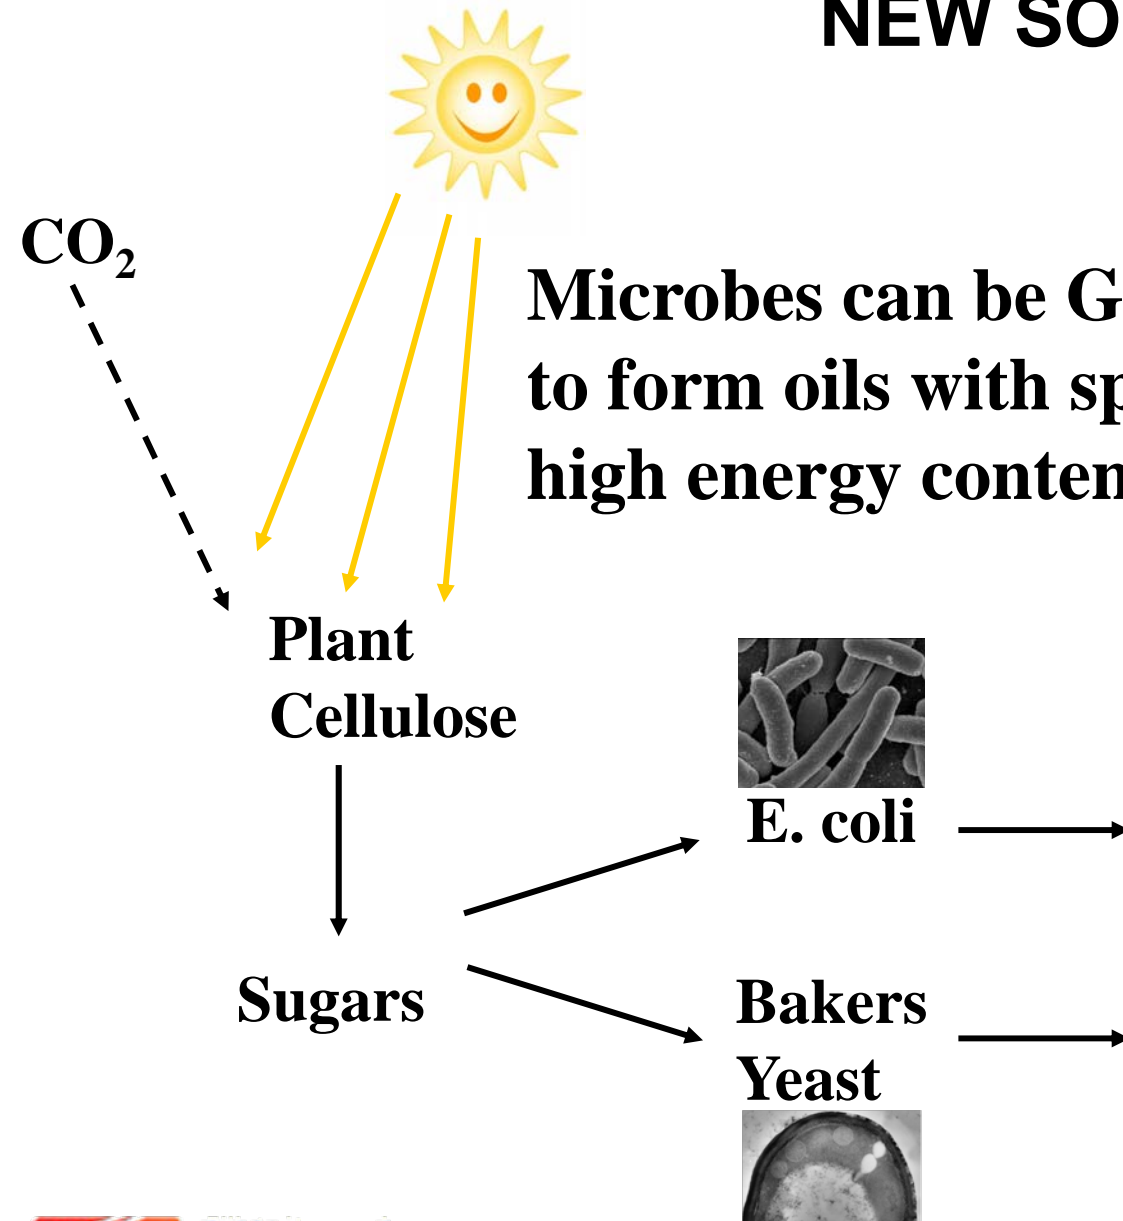 NEW SO
CO₂
Microbes can be G
to form oils with sp
high energy conten
Plant
Cellulose
E. coli
Sugars
Bakers
Yeast